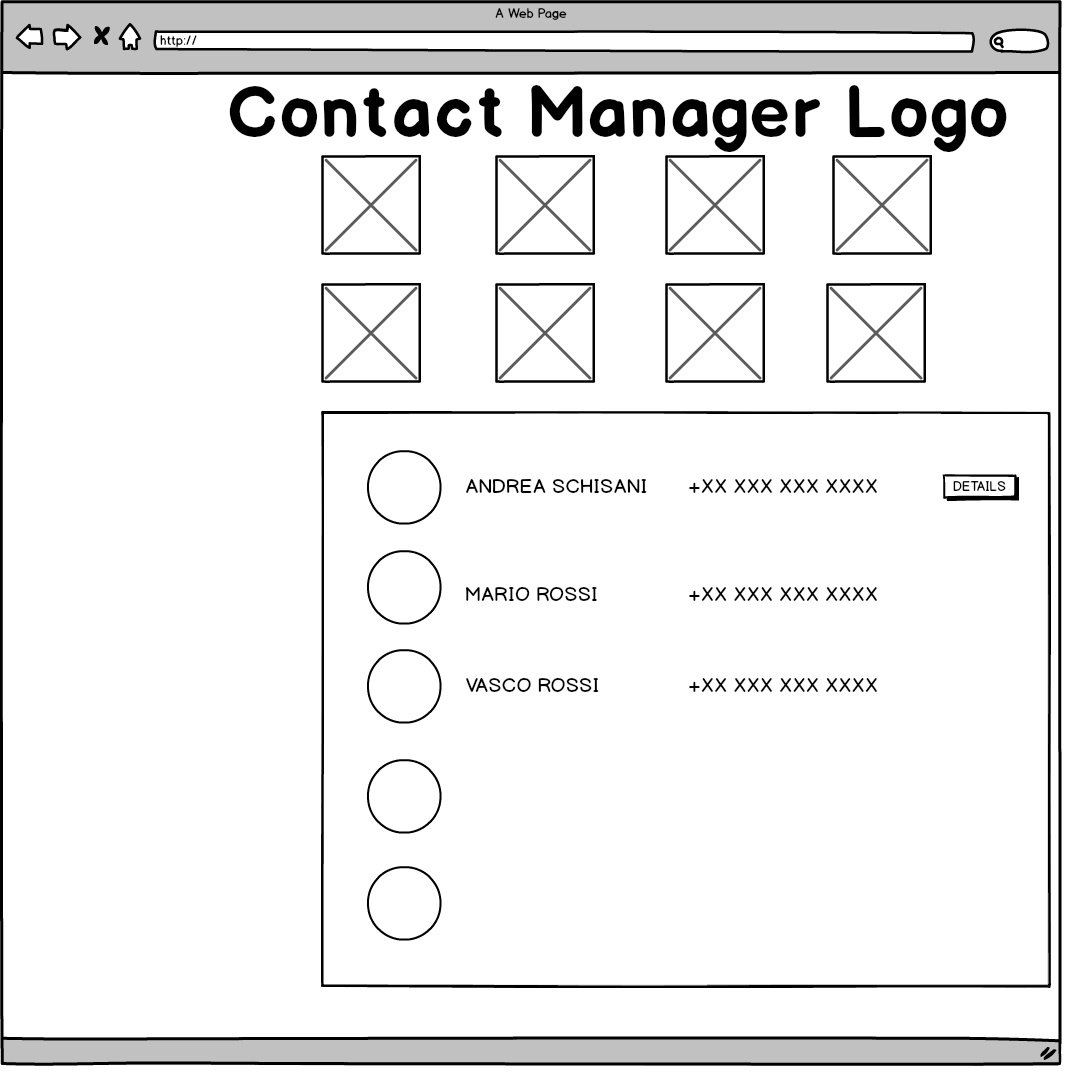 A Web Page
http://
Contact Manager Logo
ANDREA SCHISANI +XX XXX XXX XXXX DETAILS
MARIO ROSSI +XX XXX XXX XXXX
VASCO ROSSI +XX XXX XXX XXXX